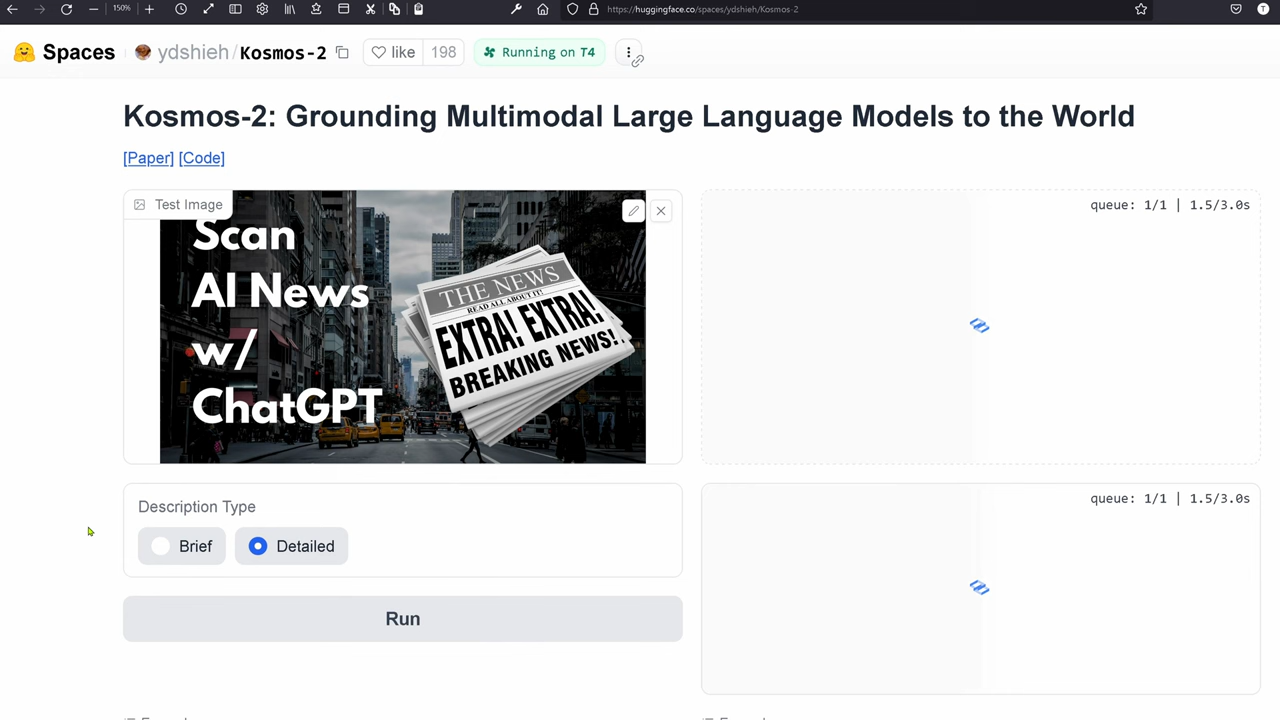 150%
https://huggingface.co/spaces/ydshieh/Kosmos-2
T
Spaces
ydshieh/Kosmos-2
like
198
Running on T4
Kosmos-2: Grounding Multimodal Large Language Models to the World
[Paper] [Code]
Test Image
Scan
AI News
w/
ChatGPT
THE NEWS
READ ALL ABOUT IT!
EXTRA! EXTRA!
BREAKING NEWS!
queue: 1/1 | 1.5/3.0s
Description Type
Brief
Detailed
Run
queue: 1/1 | 1.5/3.0s